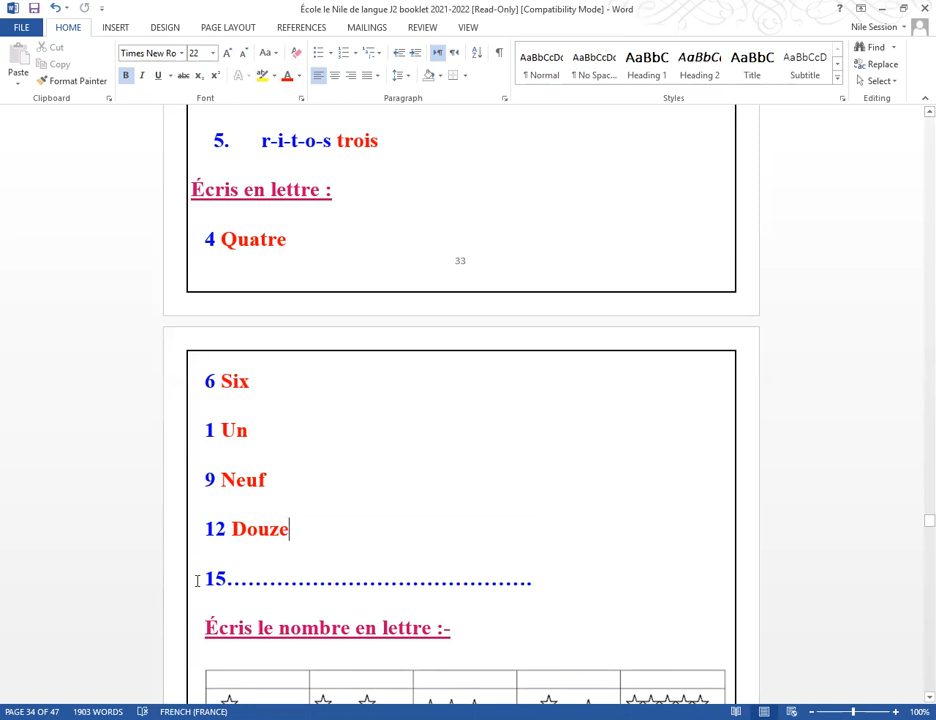 École le Nile de langue J2 booklet 2021-2022 [Read-Only] [Compatibility Mode] - Word
FILE HOME INSERT DESIGN PAGE LAYOUT REFERENCES MAILINGS REVIEW VIEW Nile Session
Paste Cut Copy Format Painter
Times New Ro 22
AaBbCcDc ¶ Normal
AaBbCcDc ¶ No Spac...
AaBbC Heading 1
AaBbCc Heading 2
AaBbC Title
AaBbCcD Subtitle
Find
Replace
Select
Clipboard Font Paragraph Styles Editing
5. r-i-t-o-s trois
Écris en lettre :
4 Quatre
33
6 Six
1 Un
9 Neuf
12 Douze
15…………………………………….
Écris le nombre en lettre :-
PAGE 34 OF 47 1903 WORDS FRENCH (FRANCE) 100%